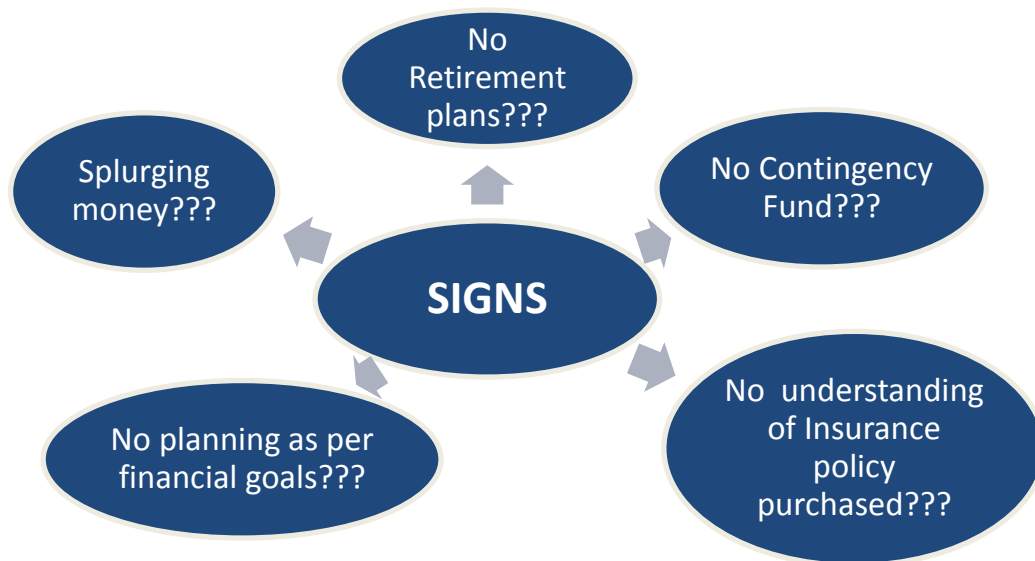 No
Retirement
plans???
Splurging
money???
No Contingency
Fund???
SIGNS
No planning as per
financial goals???
No  understanding
of Insurance
policy
purchased???